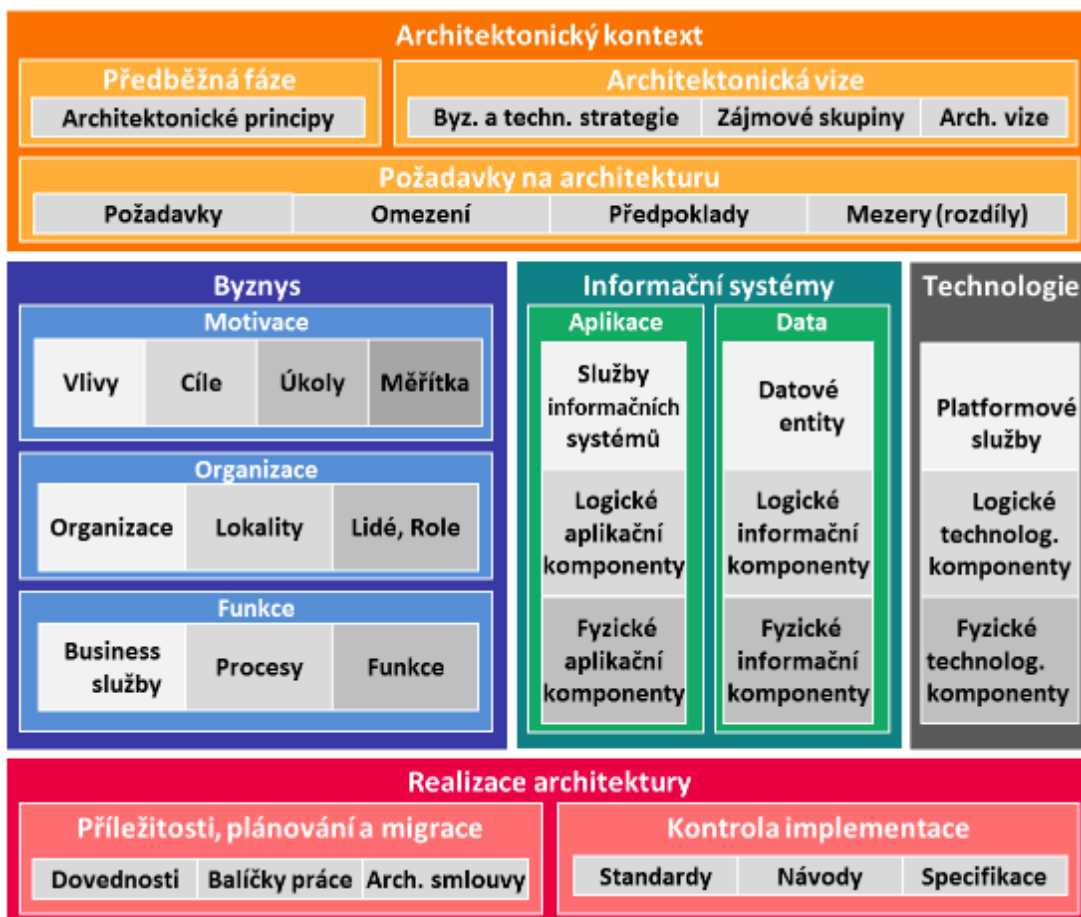 Architektonický kontext
Předběžná fáze
Architektonické principy
Architektonická vize
Byz. a techn. strategie
Zájmové skupiny
Arch. vize
Požadavky na architekturu
Požadavky
Omezení
Předpoklady
Mezery (rozdíly)
Byznys
Motivace
Vlivy
Cíle
Úkoly
Měřítka
Organizace
Organizace
Lokality
Lidé, Role
Funkce
Business
služby
Procesy
Funkce
Informační systémy
Aplikace
Služby
informačních
systémů
Logické
aplikační
komponenty
Fyzické
aplikační
komponenty
Data
Datové
entity
Logické
informační
komponenty
Fyzické
informační
komponenty
Technologie
Platformové
služby
Logické
technolog.
komponenty
Fyzické
technolog.
komponenty
Realizace architektury
Příležitosti, plánování a migrace
Dovednosti
Balíčky práce
Arch. smlouvy
Kontrola implementace
Standardy
Návody
Specifikace